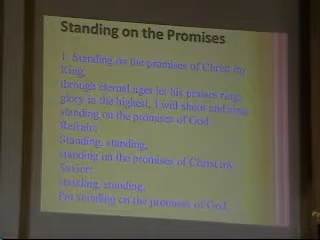 Standing on the Promises
1. Standing on the promises of Christ my
King,
through eternal ages let his praises ring;
glory in the highest, I will shout and sing,
standing on the promises of God.
Refrain:
Standing, standing,
standing on the promises of Christ my
Savior;
standing, standing,
I'm standing on the promises of God.